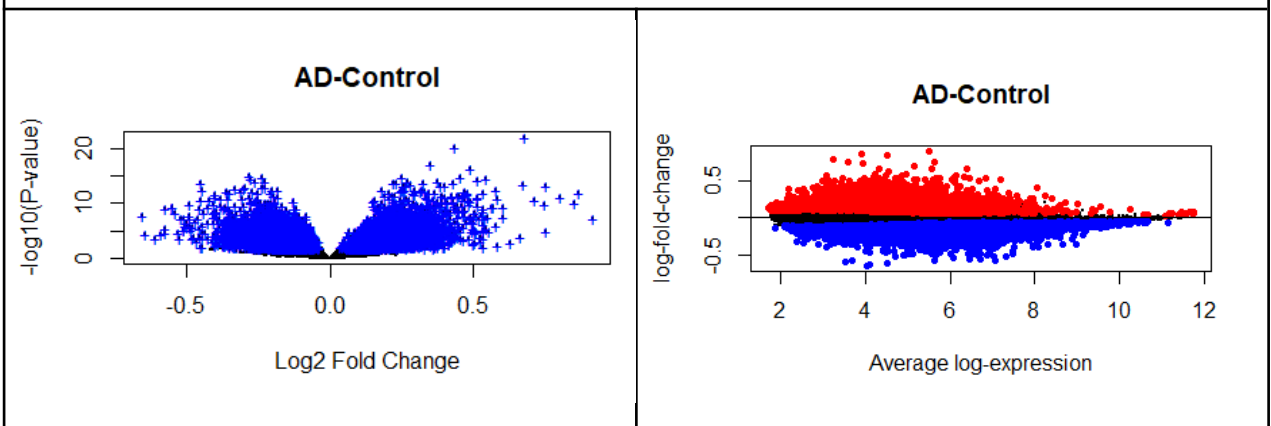 AD-Control
-log10(P-value)
20
10
0
-0.5 0.0 0.5
Log2 Fold Change
AD-Control
log-fold-change
0.5
-0.5
2 4 6 8 10 12
Average log-expression